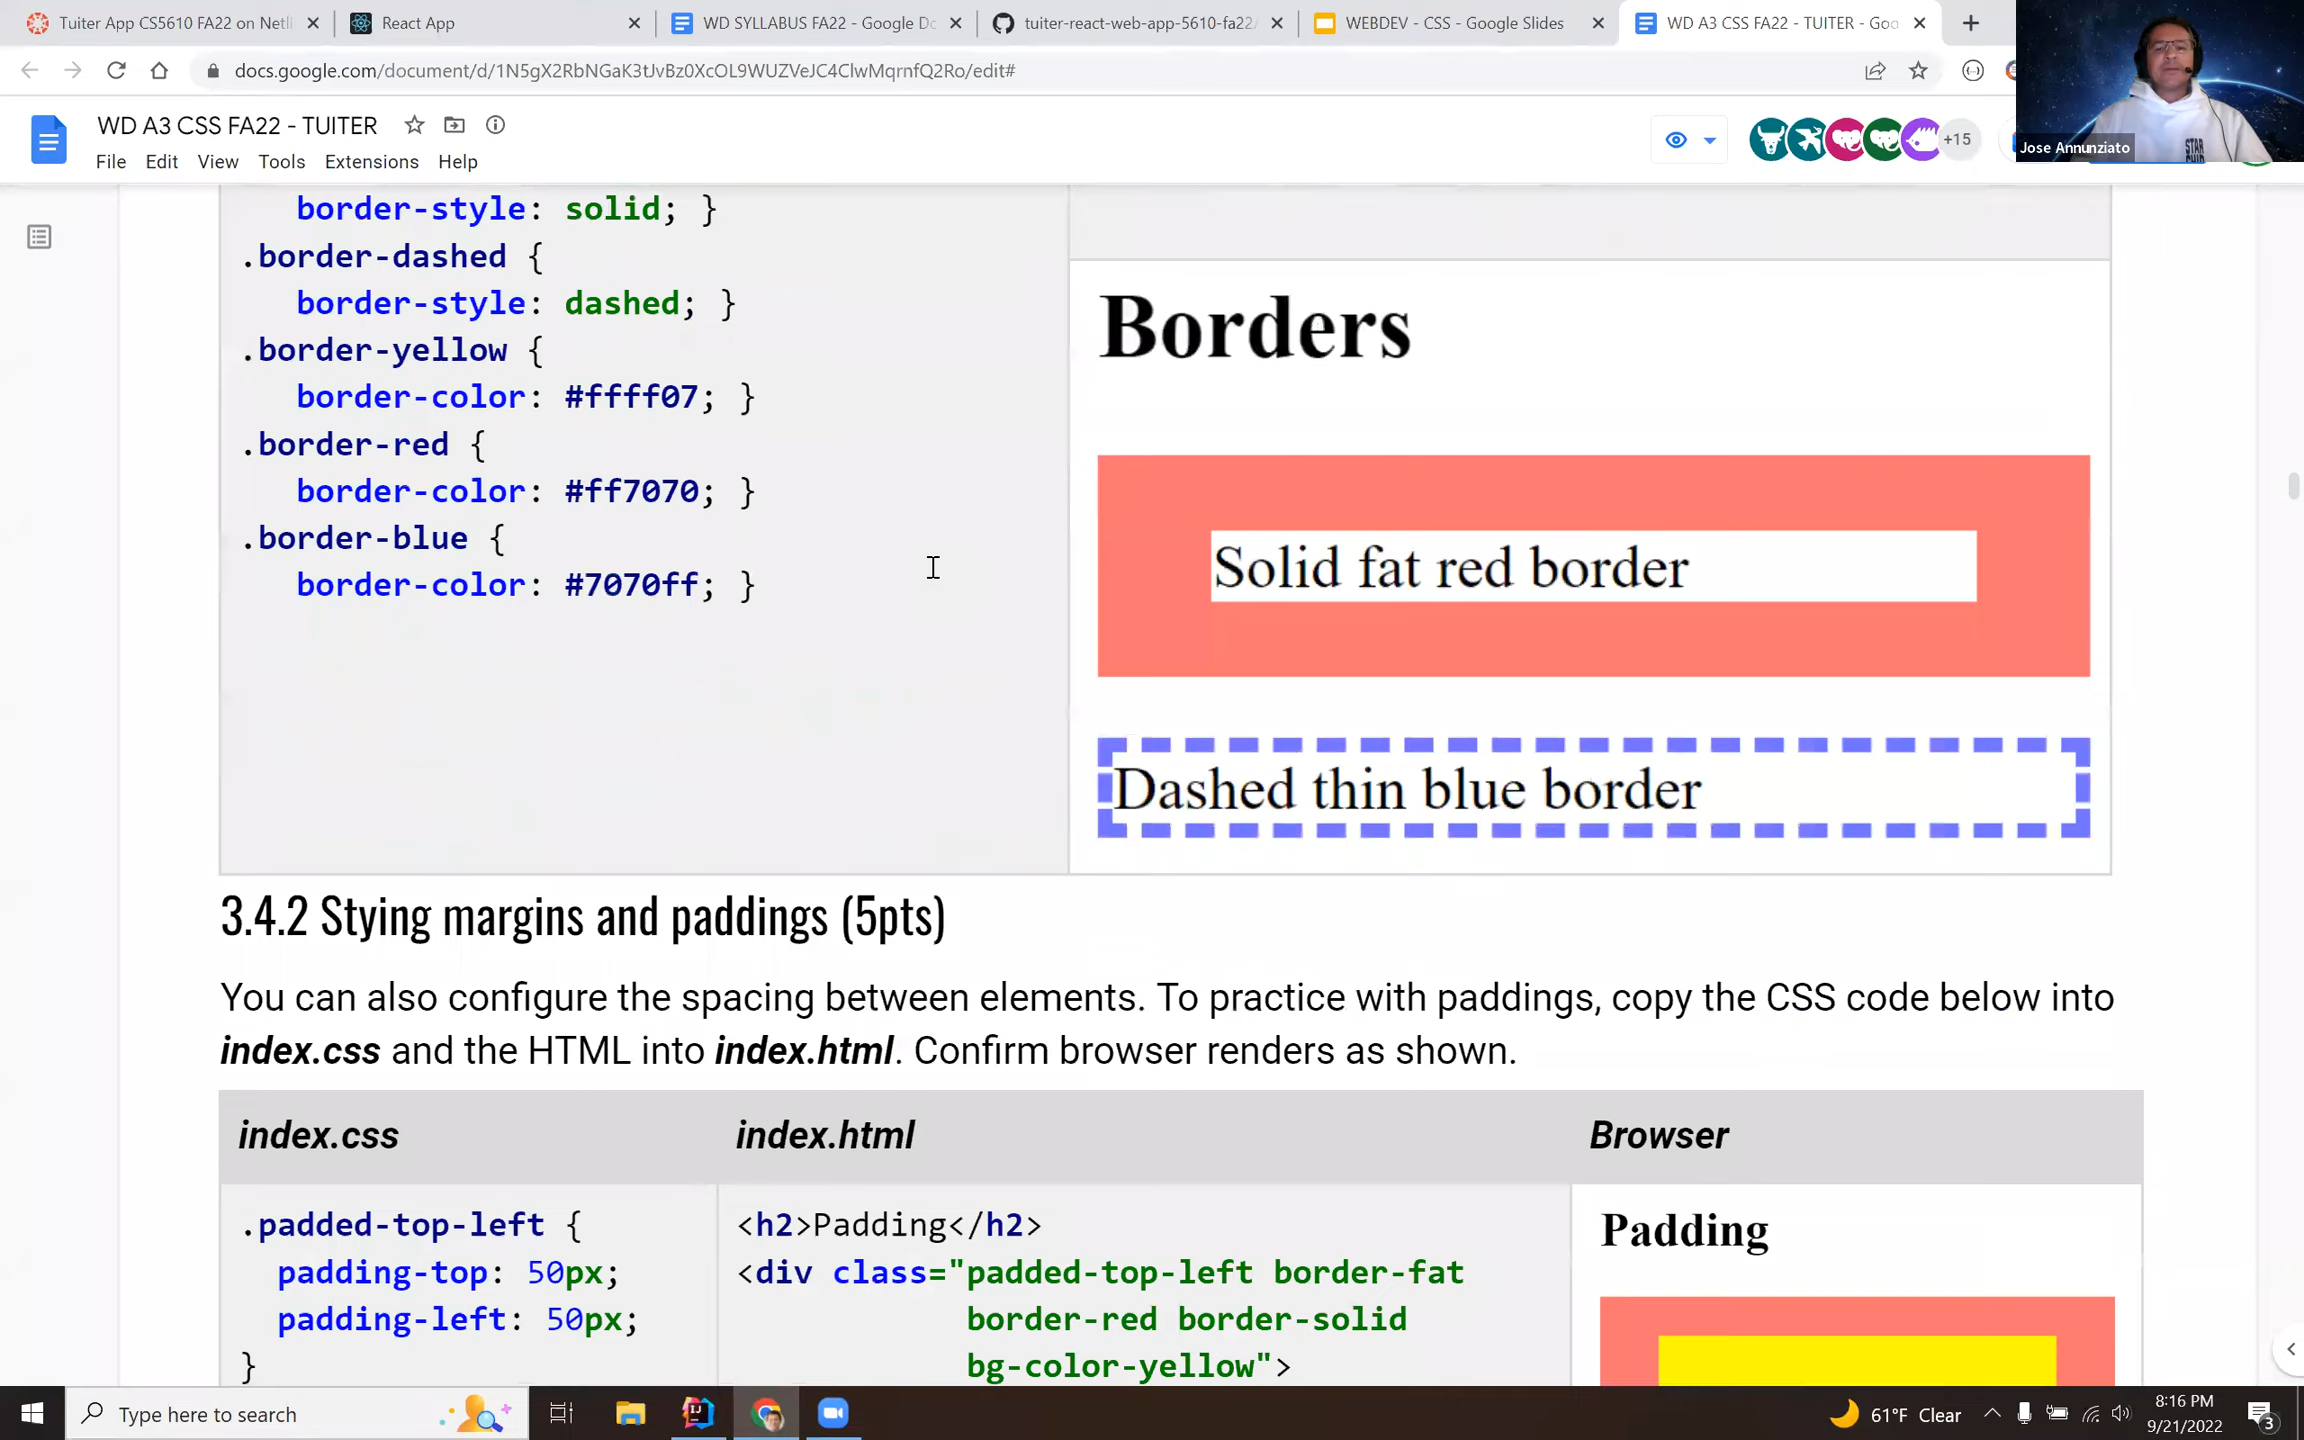 Tuiter App CS5610 FA22 on Netli
React App
WD SYLLABUS FA22 - Google Do
tuiter-react-web-app-5610-fa22/
WEBDEV - CSS - Google Slides
WD A3 CSS FA22 - TUITER - Goo
docs.google.com/document/d/1N5gX2RbNGaK3tJvBz0XcOL9WUZVeJC4ClwMqrnfQ2Ro/edit#
WD A3 CSS FA22 - TUITER
File Edit View Tools Extensions Help
+15
Jose Annunziato
STAR
border-style: solid; }
.border-dashed {
border-style: dashed; }
.border-yellow {
border-color: #ffff07; }
.border-red {
border-color: #ff7070; }
.border-blue {
border-color: #7070ff; }
Borders
Solid fat red border
Dashed thin blue border
3.4.2 Stying margins and paddings (5pts)
You can also configure the spacing between elements. To practice with paddings, copy the CSS code below into
index.css and the HTML into index.html. Confirm browser renders as shown.
index.css
index.html
Browser
.padded-top-left {
padding-top: 50px;
padding-left: 50px;
}
<h2>Padding</h2>
<div class="padded-top-left border-fat
border-red border-solid
bg-color-yellow">
Padding
Type here to search
61°F Clear
8:16 PM
9/21/2022
3